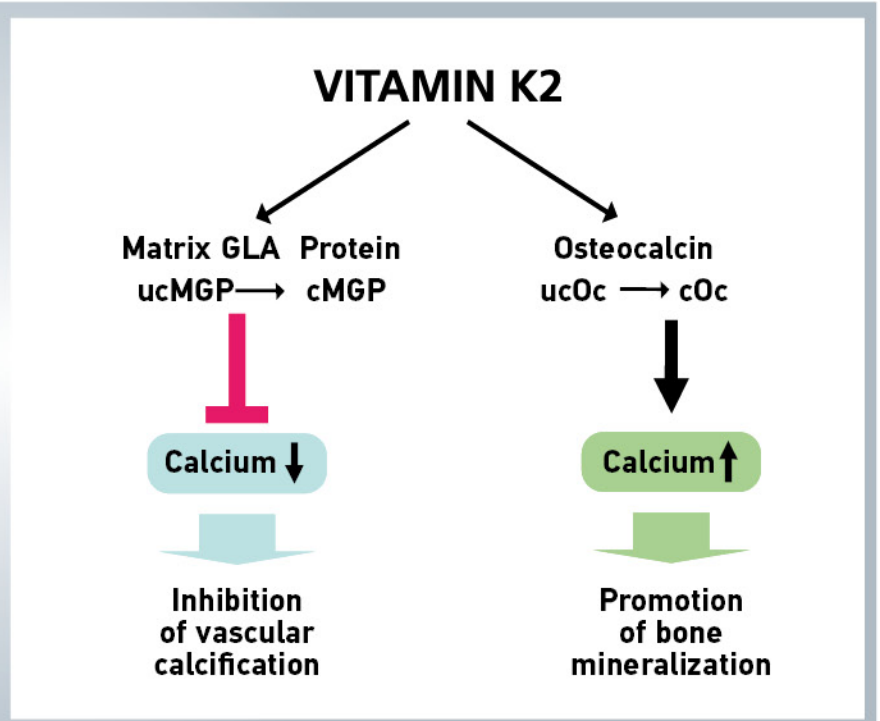 VITAMIN K2
Matrix GLA Protein
ucMGP → cMGP
Calcium ↓
Inhibition
of vascular
calcification
Osteocalcin
ucOc → cOc
Calcium ↑
Promotion
of bone
mineralization